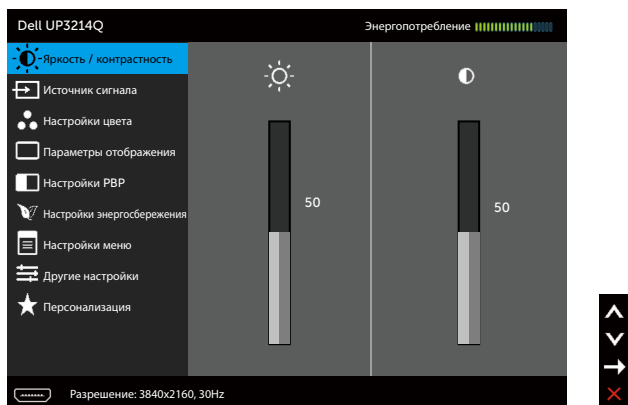 Dell UP3214Q
Энергопотребление
Яркость / контрастность
Источник сигнала
Настройки цвета
Параметры отображения
Настройки PBP
Настройки энергосбережения
Настройки меню
Другие настройки
Персонализация
50
50
Разрешение: 3840x2160, 30Hz